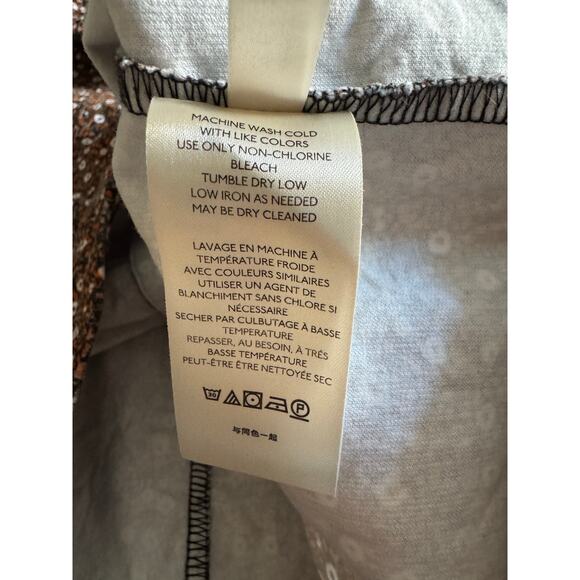 MACHINE WASH COLD
WITH LIKE COLORS
USE ONLY NON-CHLORINE
BLEACH
TUMBLE DRY LOW
LOW IRON AS NEEDED
MAY BE DRY CLEANED
LAVAGE EN MACHINE À
TEMPÉRATURE FROIDE
AVEC COULEURS SIMILAIRES
UTILISER UN AGENT DE
BLANCHIMENT SANS CHLORE SI
NÉCESSAIRE
SECHER PAR CULBUTAGE À BASSE
TEMPERATURE
REPASSER, AU BESOIN, À TRÉS
BASSE TEMPÉRATURE
PEUT-ÊTRE ÊTRE NETTOYÉE SEC
30 P
与同色一起